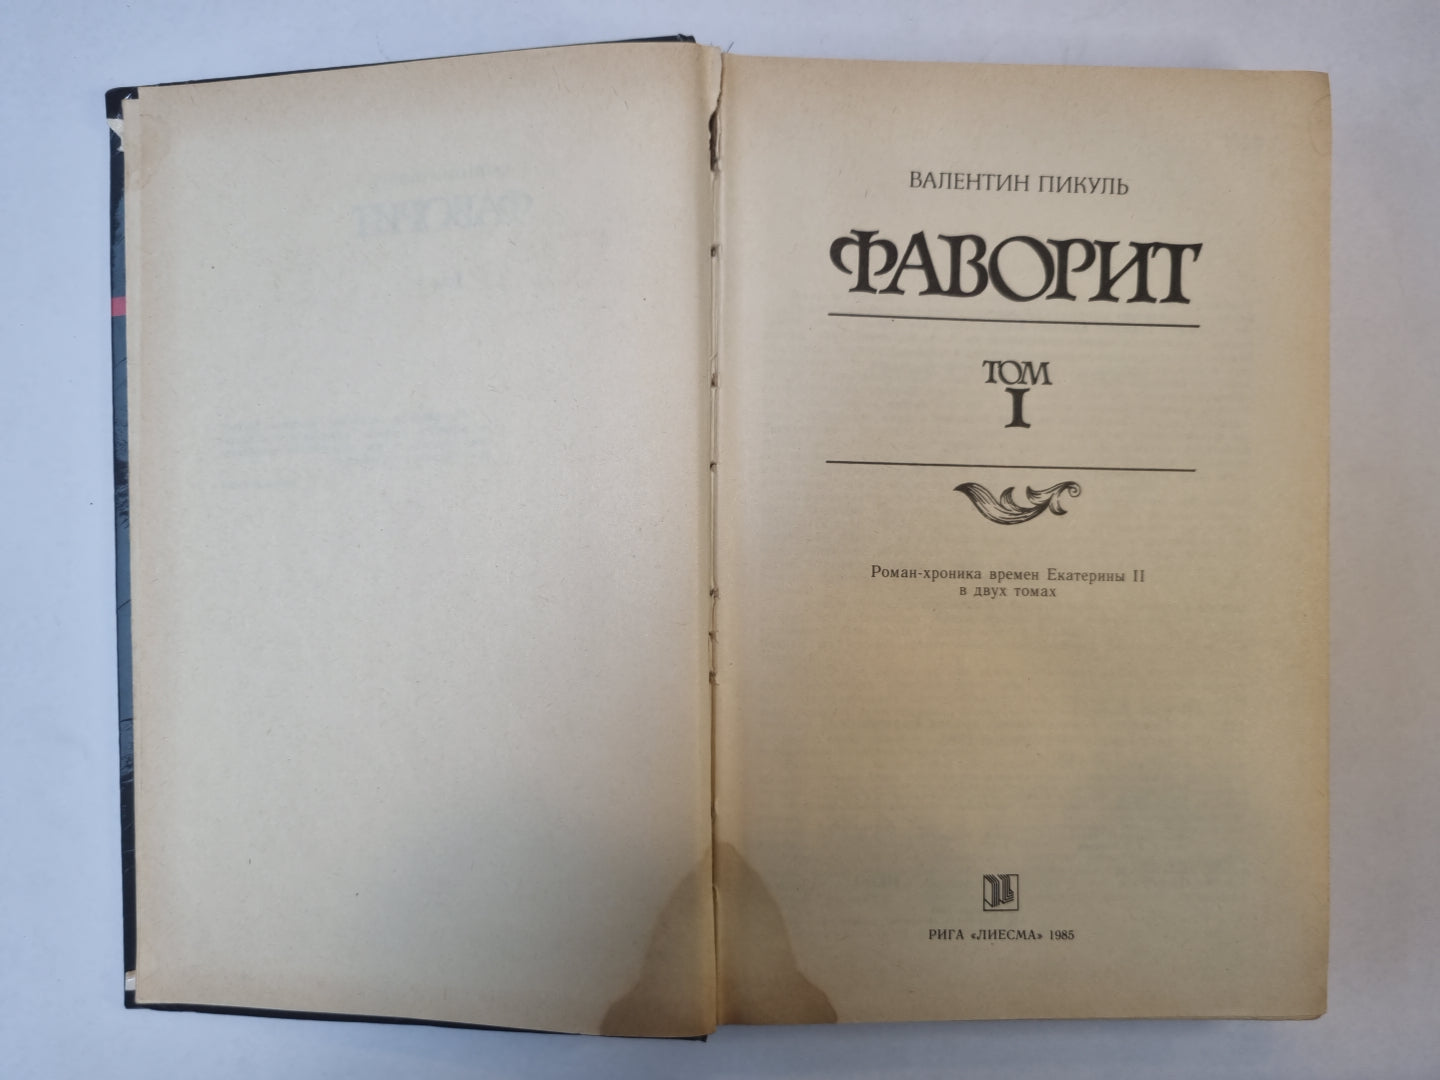 ВАЛЕНТИН ПИКУЛЬ
ФАВОРИТ
ТОМ
I
Роман-хроника времен Екатерины II
в двух томах
РИГА «ЛИЕСМА» 1985